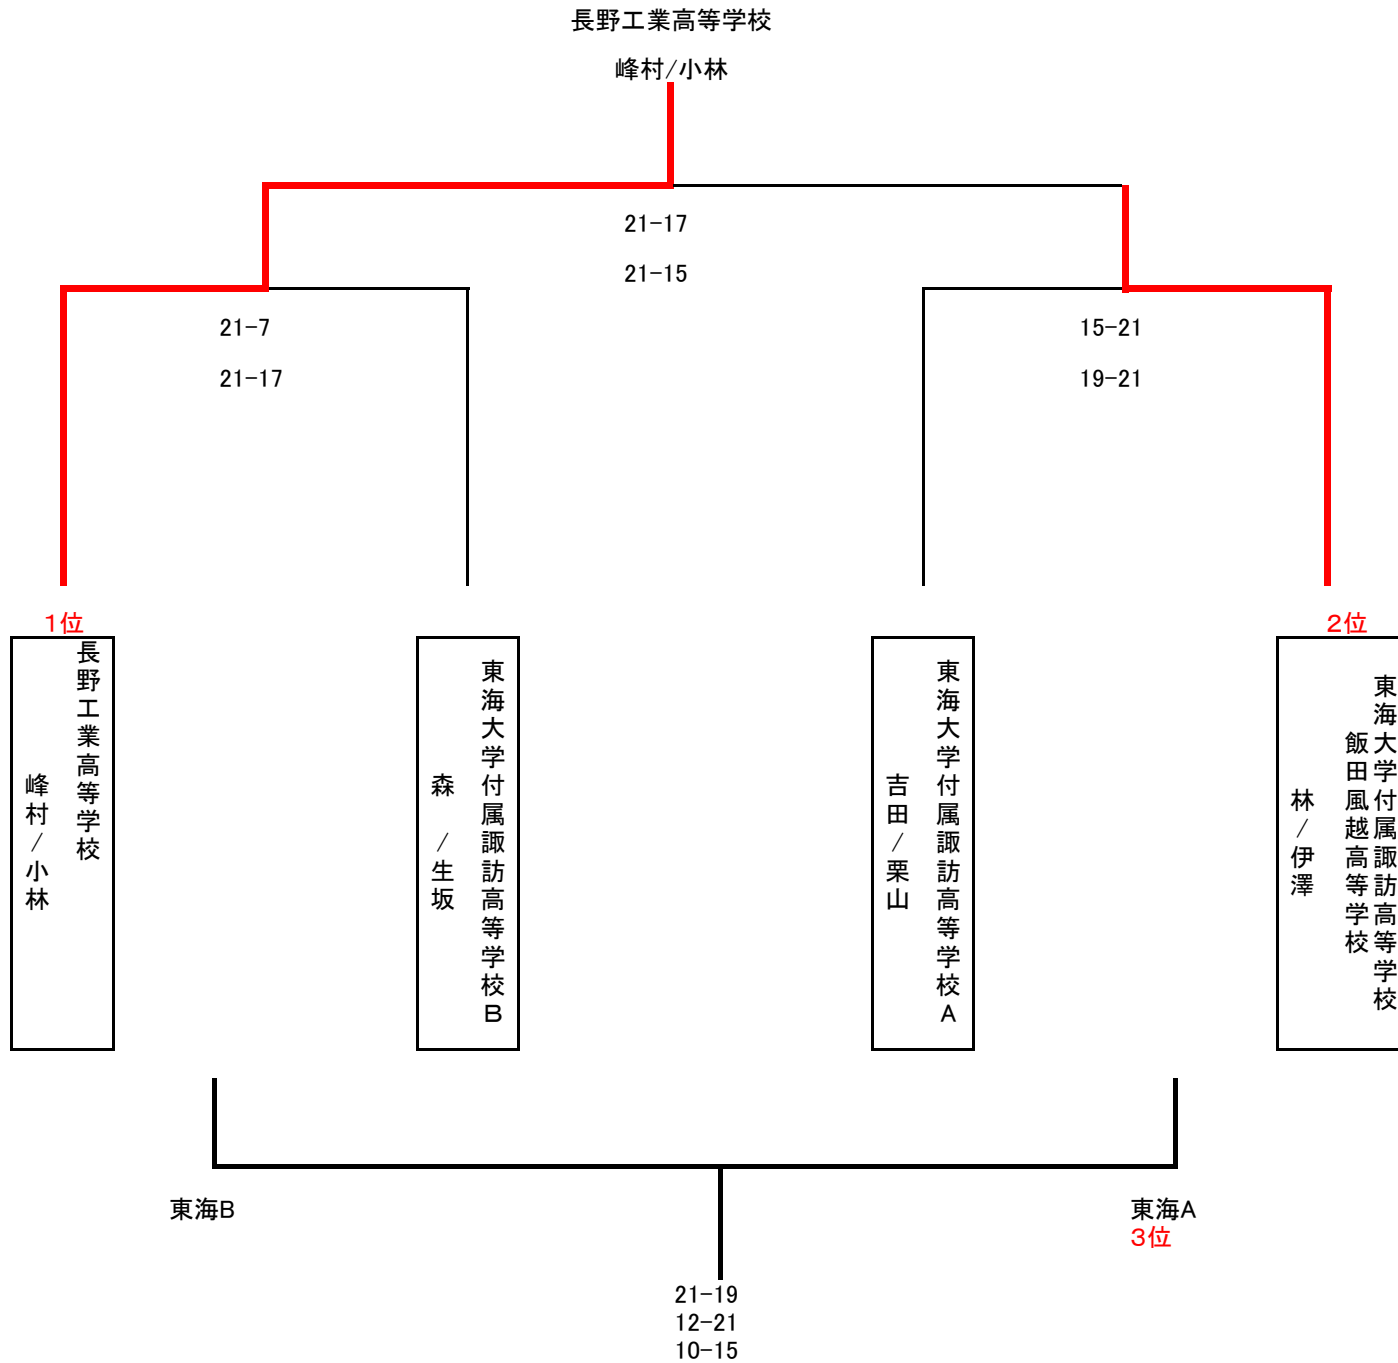 長野工業高等学校
峰村/小林
21-17
21-15
21-7
21-17
15-21
19-21
1位
2位
長野工業高等学校
峰村/小林
東海大学付属諏訪高等学校B
森　/生坂
東海大学付属諏訪高等学校A
吉田/栗山
東海大学付属諏訪高等学校
飯田風越高等学校
林/伊澤
東海B
東海A
3位
21-19
12-21
10-15